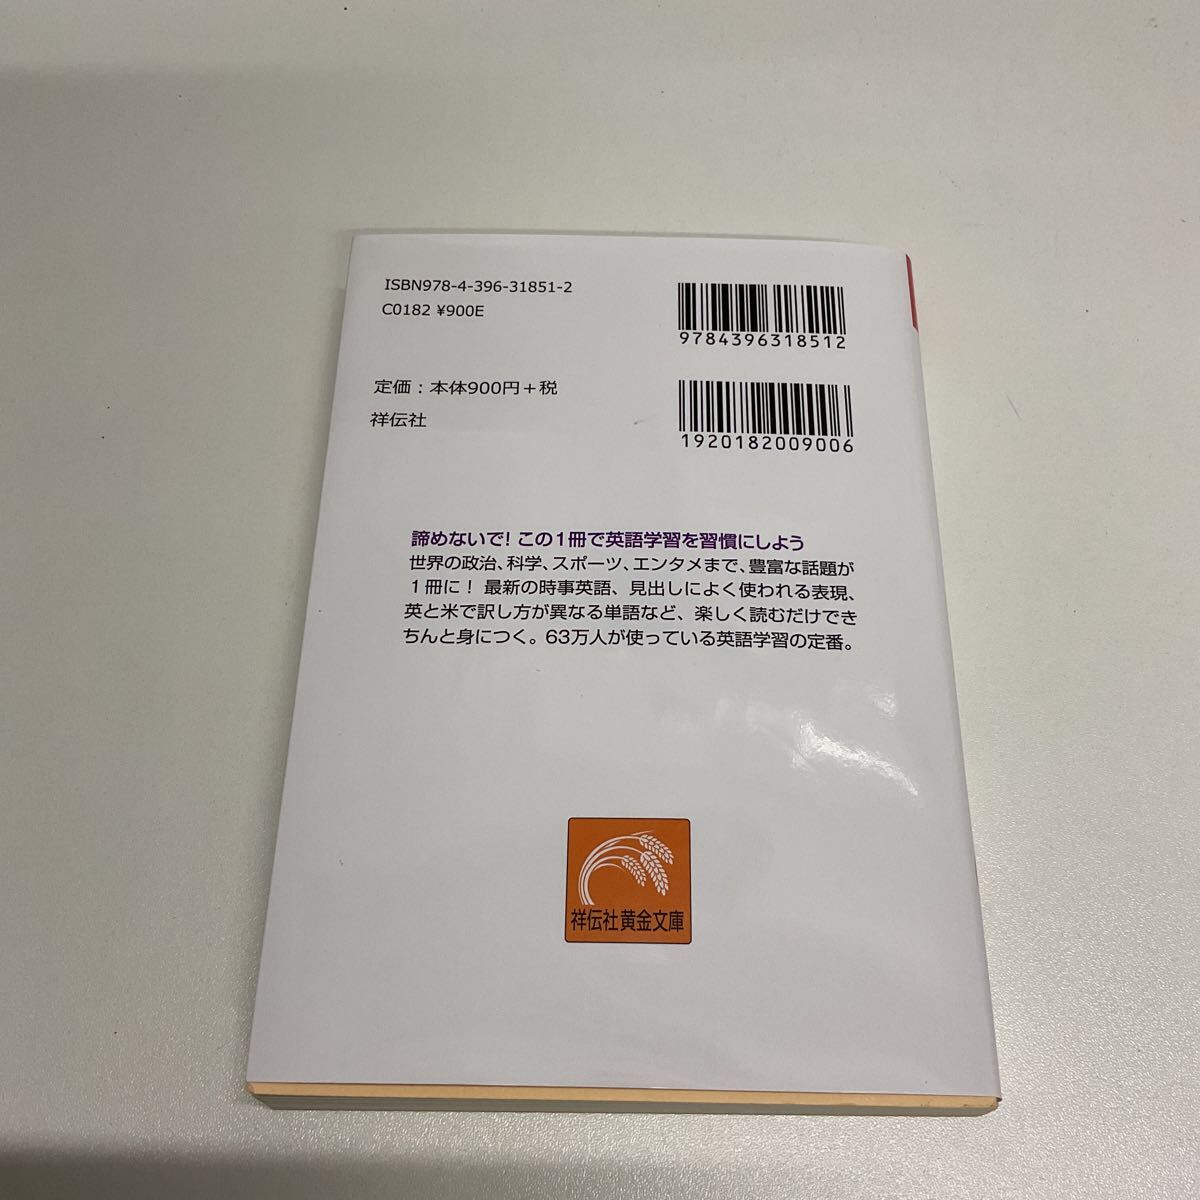 ISBN978-4-396-31851-2
C0182 ¥900E
9784396318512
定価：本体900円＋税
祥伝社
1920182009006
諦めないで！この１冊で英語学習を習慣にしよう
世界の政治、科学、スポーツ、エンタメまで、豊富な話題が
１冊に！最新の時事英語、見出しによく使われる表現、
英と米で訳し方が異なる単語など、楽しく読むだけでき
ちんと身につく。63万人が使っている英語学習の定番。
祥伝社黄金文庫